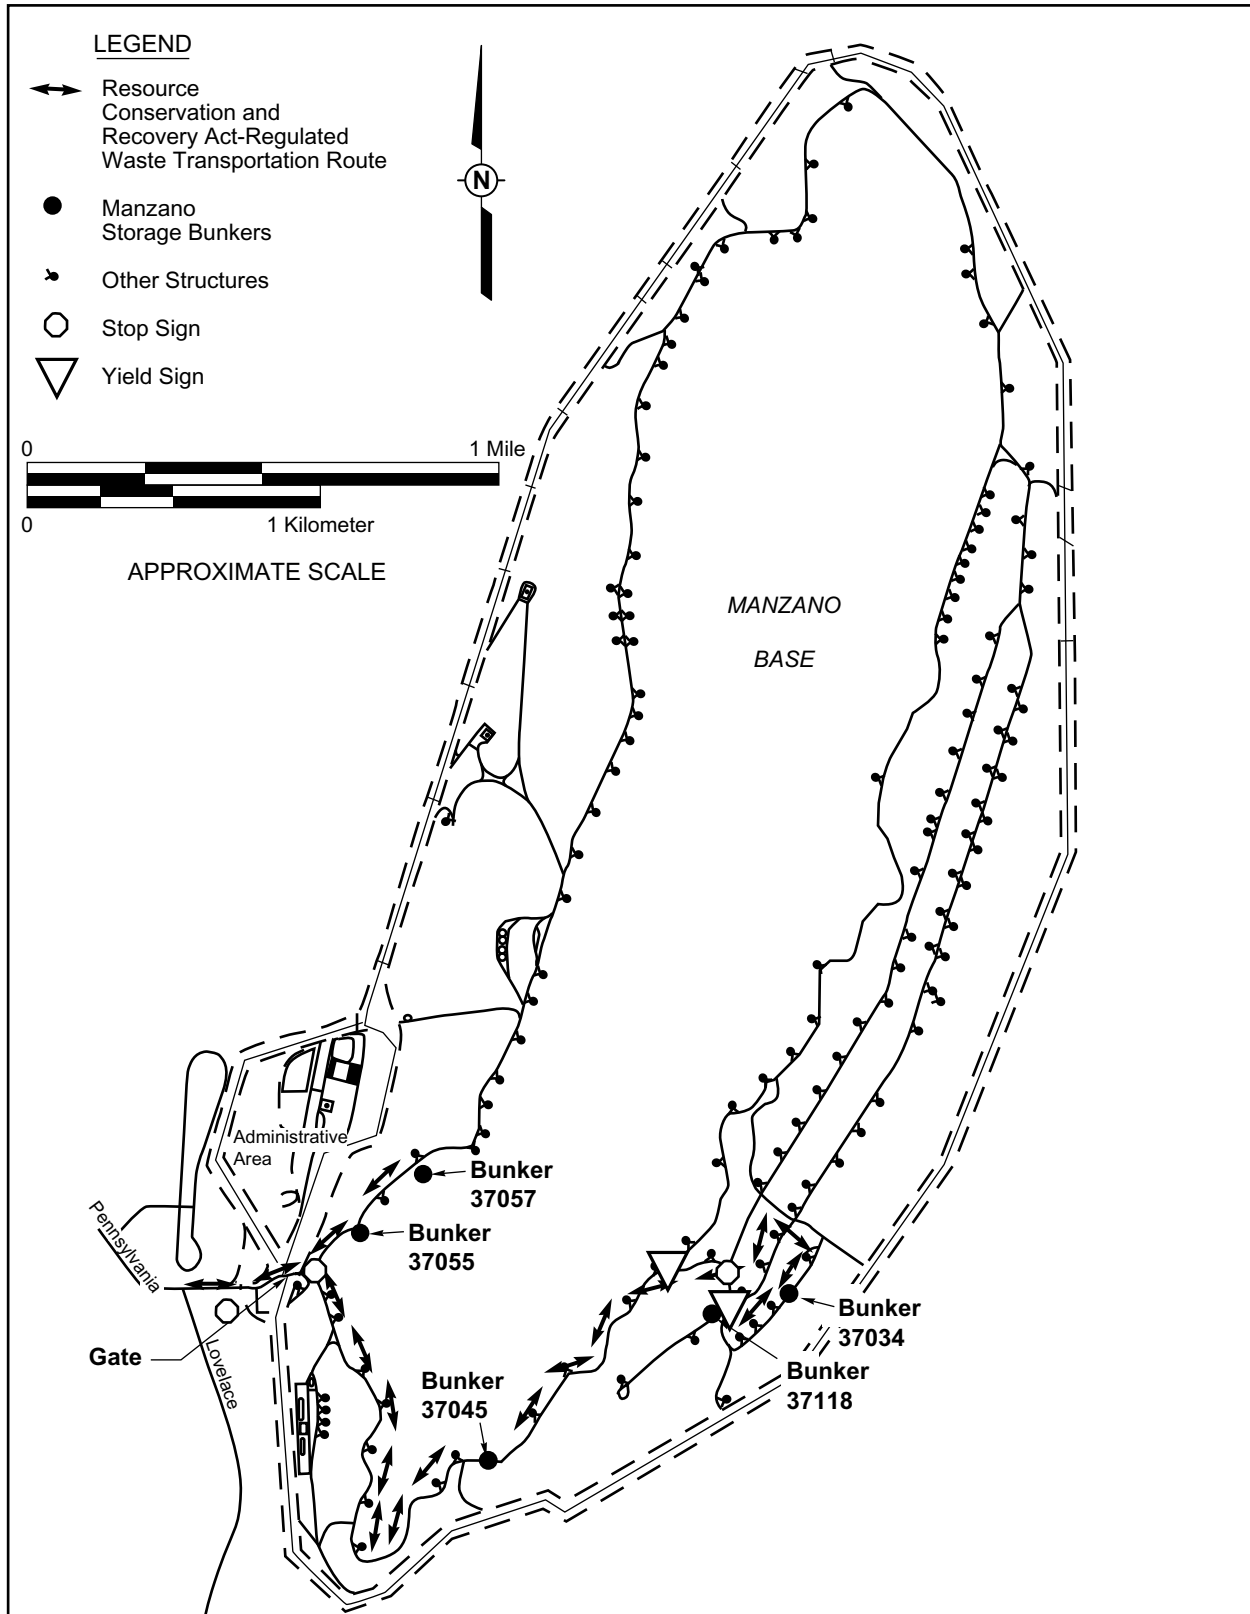 LEGEND
Resource
Conservation and
Recovery Act-Regulated
Waste Transportation Route
Manzano
Storage Bunkers
Other Structures
Stop Sign
Yield Sign
N
0
1 Mile
0
1 Kilometer
APPROXIMATE SCALE
MANZANO
BASE
Administrative
Area
Pennsylvania
Lovelace
Gate
Bunker
37057
Bunker
37055
Bunker
37045
Bunker
37034
Bunker
37118